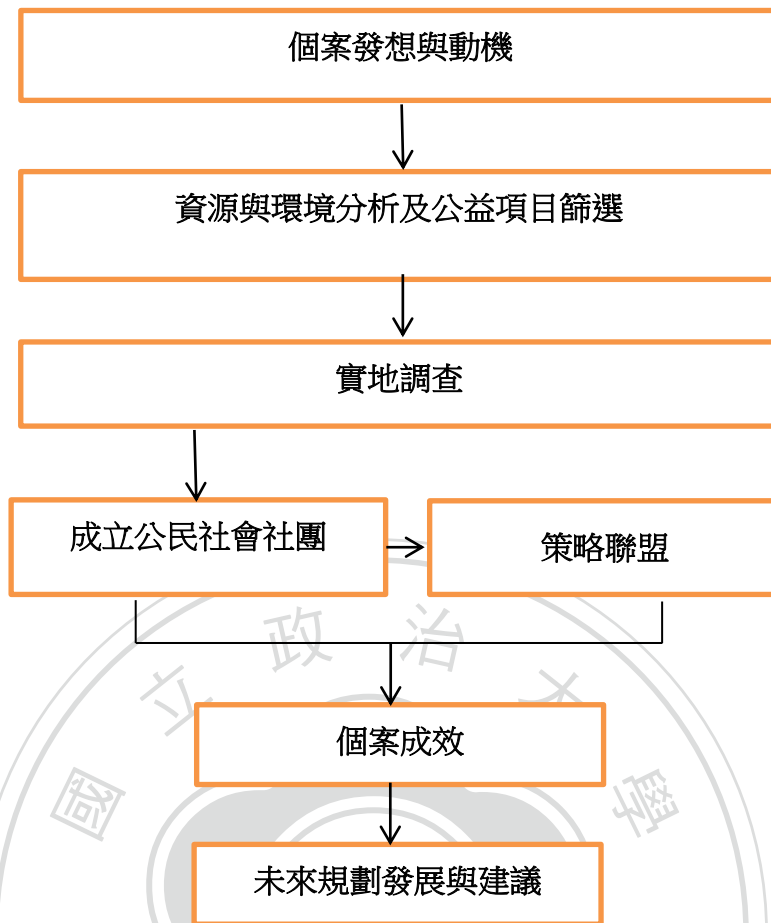 個案發想與動機
資源與環境分析及公益項目篩選
實地調查
成立公民社會社團
策略聯盟
國立政治大學
個案成效
未來規劃發展與建議